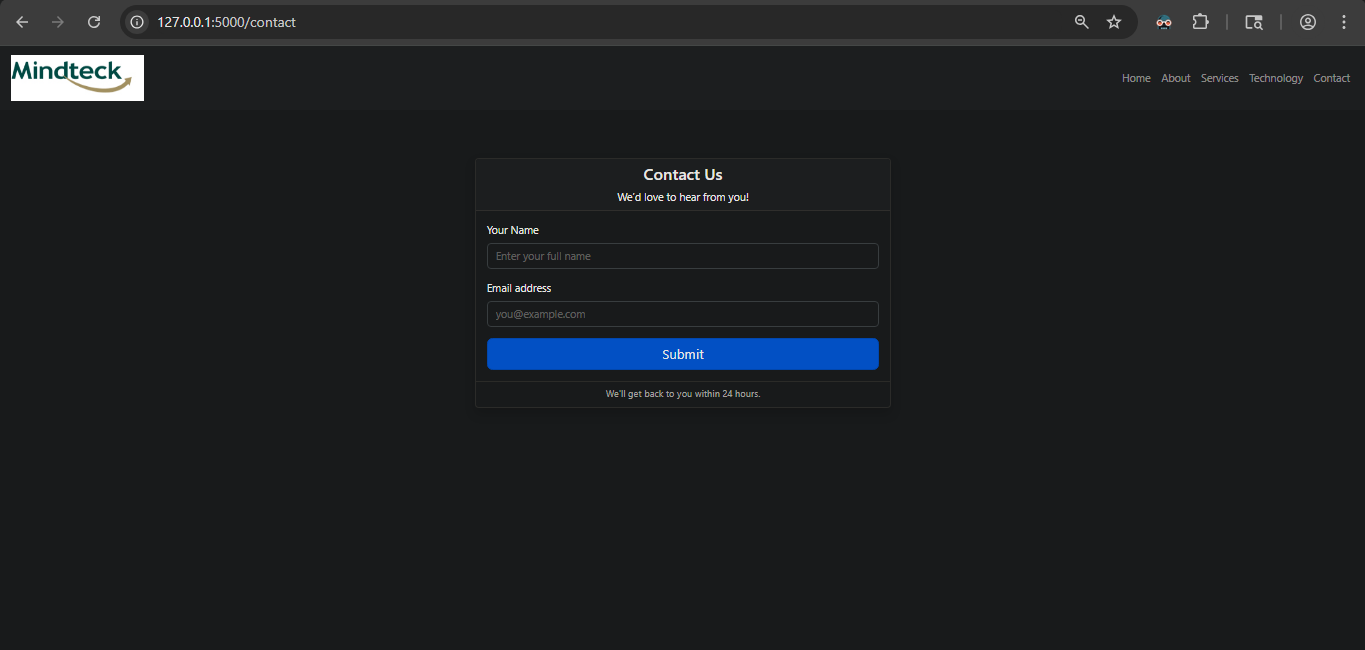 127.0.0.1:5000/contact
Mindteck
Home About Services Technology Contact
Contact Us
We'd love to hear from you!
Your Name
Enter your full name
Email address
you@example.com
Submit
We'll get back to you within 24 hours.